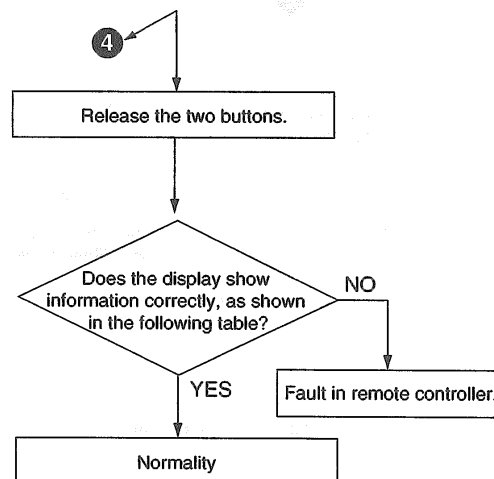 4
Release the two buttons.
Does the display show
information correctly, as shown
in the following table?
NO
YES
Fault in remote controller.
Normality